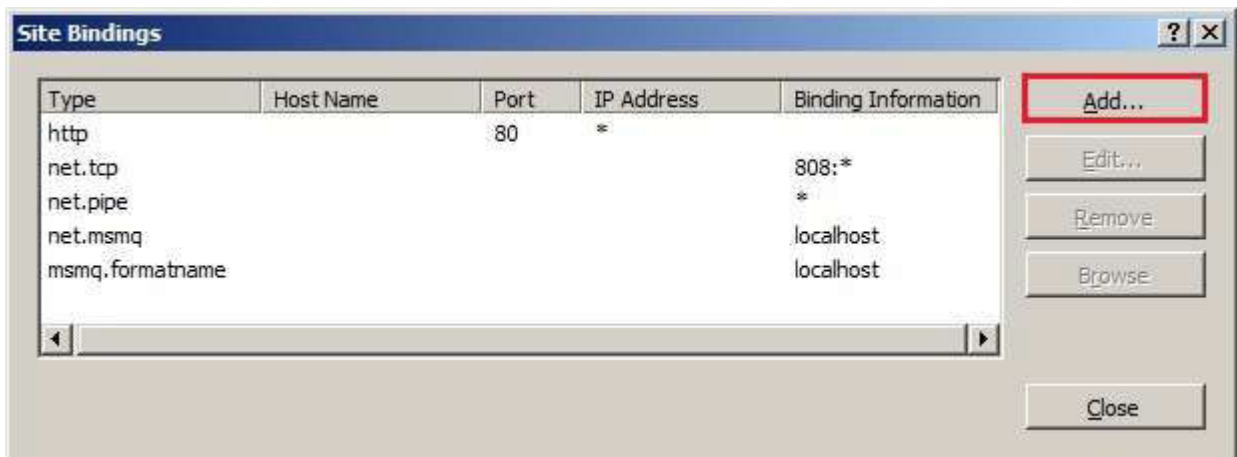 Site Bindings
Type Host Name Port IP Address Binding Information
http 80 *
net.tcp 808:*
net.pipe *
net.msmq localhost
msmq.formatname localhost
Add...
Edit...
Remove
Browse
Close